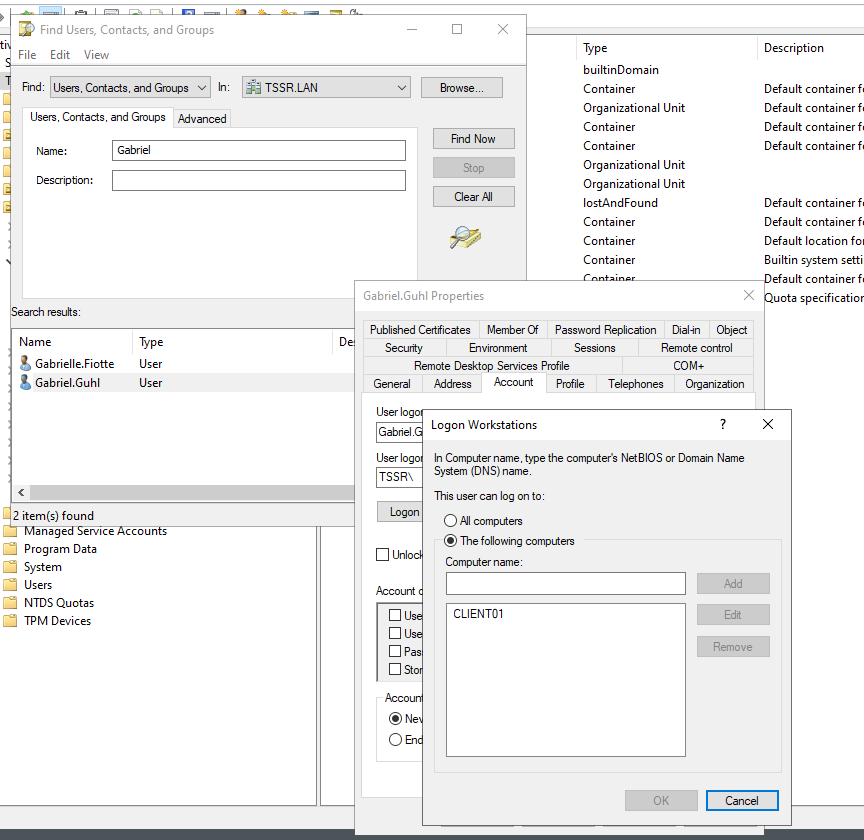 Find Users, Contacts, and Groups
File Edit View
Find: Users, Contacts, and Groups In: TSSR.LAN Browse...
Users, Contacts, and Groups Advanced
Name: Gabriel
Description:
Find Now
Stop
Clear All
Search results:
Name Type
Gabrielle.Fiotte User
Gabriel.Guhl User
2 item(s) found
Managed Service Accounts
Program Data
System
Users
NTDS Quotas
TPM Devices
Type Description
builtinDomain
Container Default container fo
Organizational Unit
Container Default container fo
Container Default container fo
Organizational Unit
Organizational Unit
lostAndFound Default container fo
Container Default container fo
Container Default location for
Container Builtin system setti
Container Default container fo
Quota specification
Gabriel.Guhl Properties
Published Certificates Member Of Password Replication Dial-in Object
Security Environment Sessions Remote control
Remote Desktop Services Profile COM+
General Address Account Profile Telephones Organization
User logon
Gabriel.G
User logon
TSSR\
Logon
Unlock
Account o
Use
Use
Pas
Stor
Account
Nev
End
Logon Workstations
In Computer name, type the computer's NetBIOS or Domain Name
System (DNS) name.
This user can log on to:
All computers
The following computers
Computer name:
Add
CLIENT01
Edit
Remove
OK Cancel